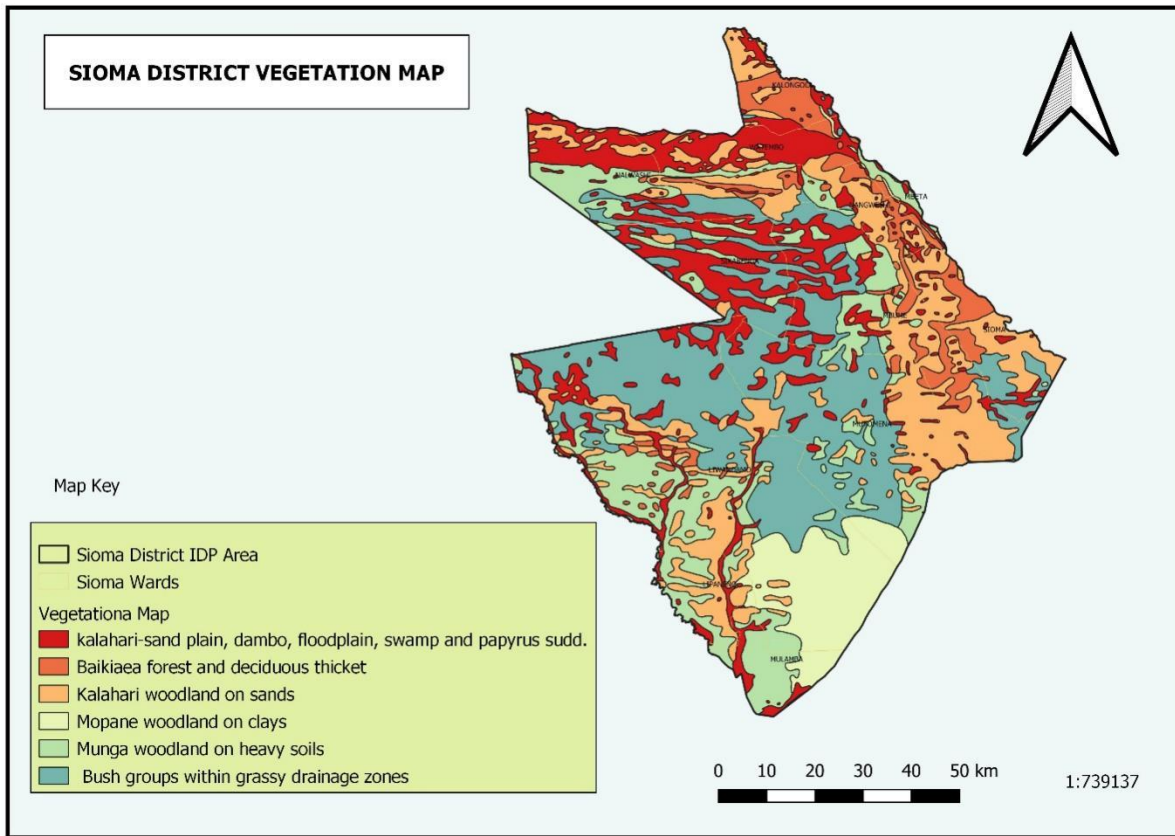 SIOMA DISTRICT VEGETATION MAP
KALONGOLA
MBETA
SIOMA
MULAMBA
Map Key
Sioma District IDP Area
Sioma Wards
Vegetationa Map
kalahari-sand plain, dambo, floodplain, swamp and papyrus sudd.
Baikiaea forest and deciduous thicket
Kalahari woodland on sands
Mopane woodland on clays
Munga woodland on heavy soils
Bush groups within grassy drainage zones
0 10 20 30 40 50 km
1:739137